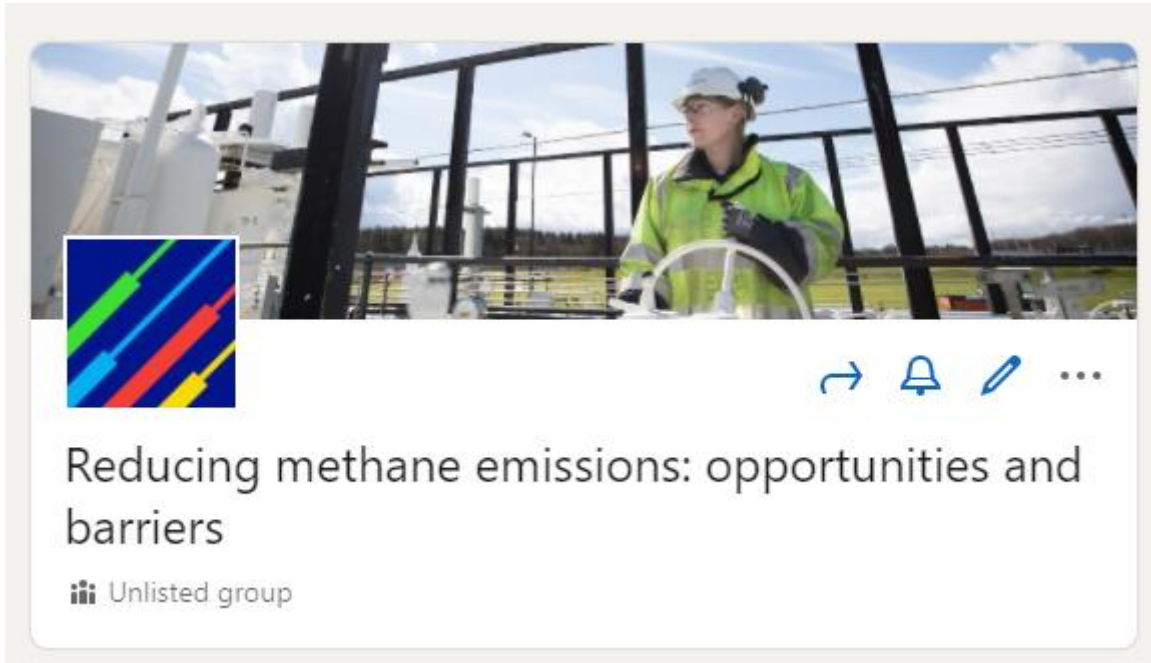 Reducing methane emissions: opportunities and
barriers
Unlisted group